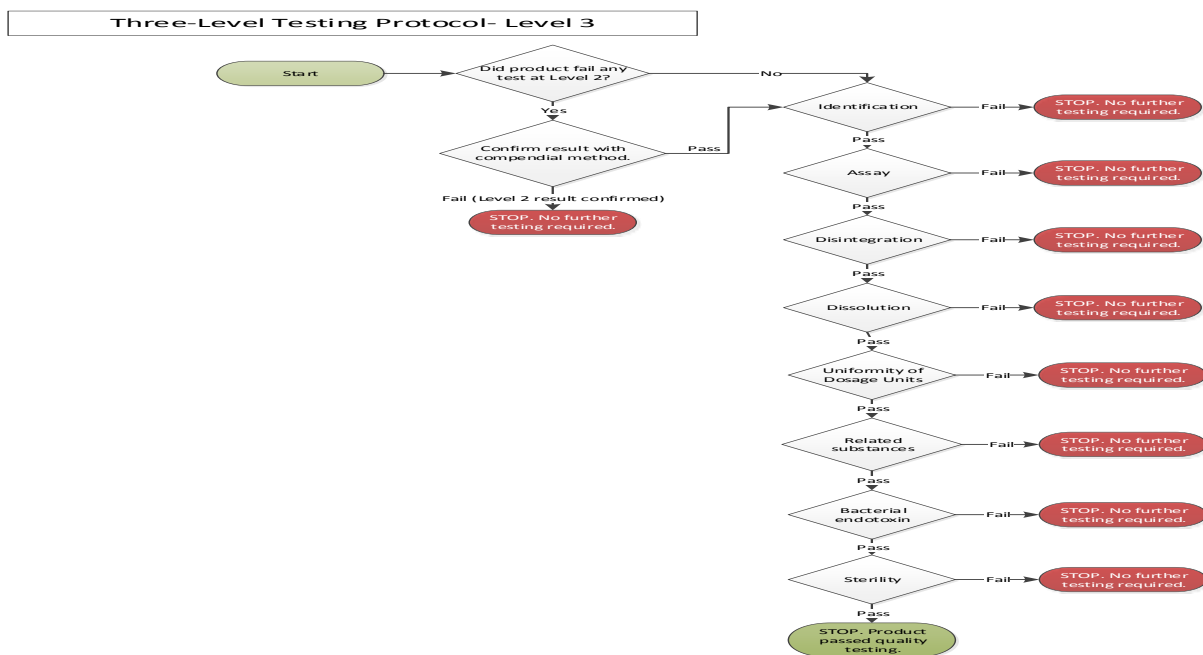 Three-Level Testing Protocol- Level 3
Start
Did product fail any
test at Level 2?
No
Yes
Confirm result with
compendial method.
Pass
Fail (Level 2 result confirmed)
STOP. No further
testing required.
Identification
Fail
STOP. No further
testing required.
Pass
Assay
Fail
STOP. No further
testing required.
Pass
Disintegration
Fail
STOP. No further
testing required.
Pass
Dissolution
Fail
STOP. No further
testing required.
Pass
Uniformity of
Dosage Units
Fail
STOP. No further
testing required.
Pass
Related
substances
Fail
STOP. No further
testing required.
Pass
Bacterial
endotoxin
Fail
STOP. No further
testing required.
Pass
Sterility
Fail
STOP. No further
testing required.
Pass
STOP. Product
passed quality
testing.